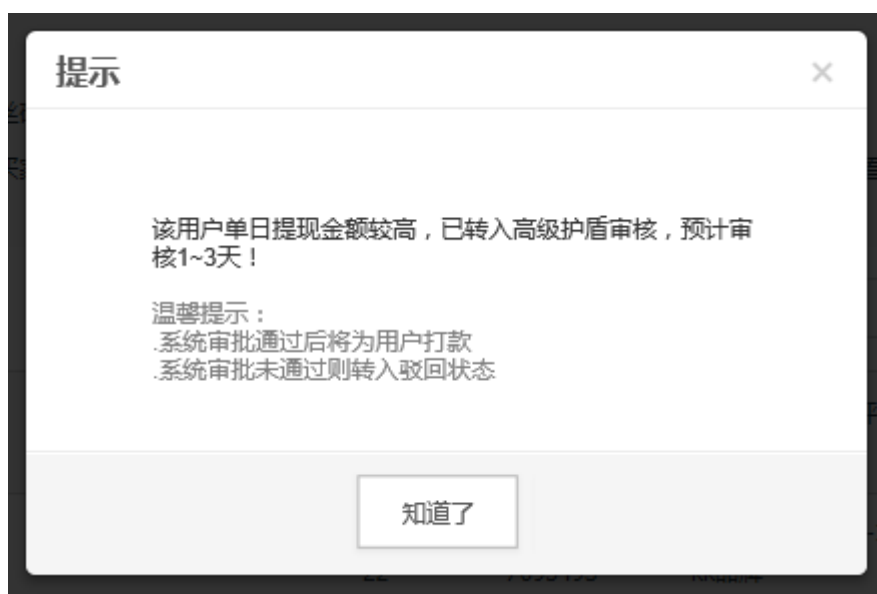 提示
×
该用户单日提现金额较高，已转入高级护盾审核，预计审
核1~3天！
温馨提示：
.系统审批通过后将为用户打款
.系统审批未通过则转入驳回状态
知道了